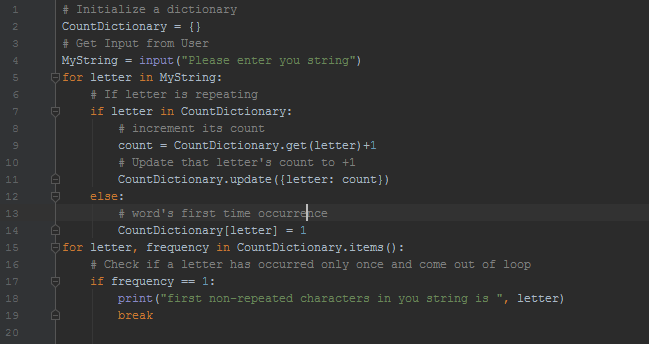 1 # Initialize a dictionary
2 CountDictionary = {}
3 # Get Input from User
4 MyString = input("Please enter you string")
5 for letter in MyString:
6     # If letter is repeating
7     if letter in CountDictionary:
8         # increment its count
9         count = CountDictionary.get(letter)+1
10         # Update that letter's count to +1
11         CountDictionary.update({letter: count})
12     else:
13         # word's first time occurrence
14         CountDictionary[letter] = 1
15 for letter, frequency in CountDictionary.items():
16     # Check if a letter has occurred only once and come out of loop
17     if frequency == 1:
18         print("first non-repeated characters in you string is ", letter)
19         break
20